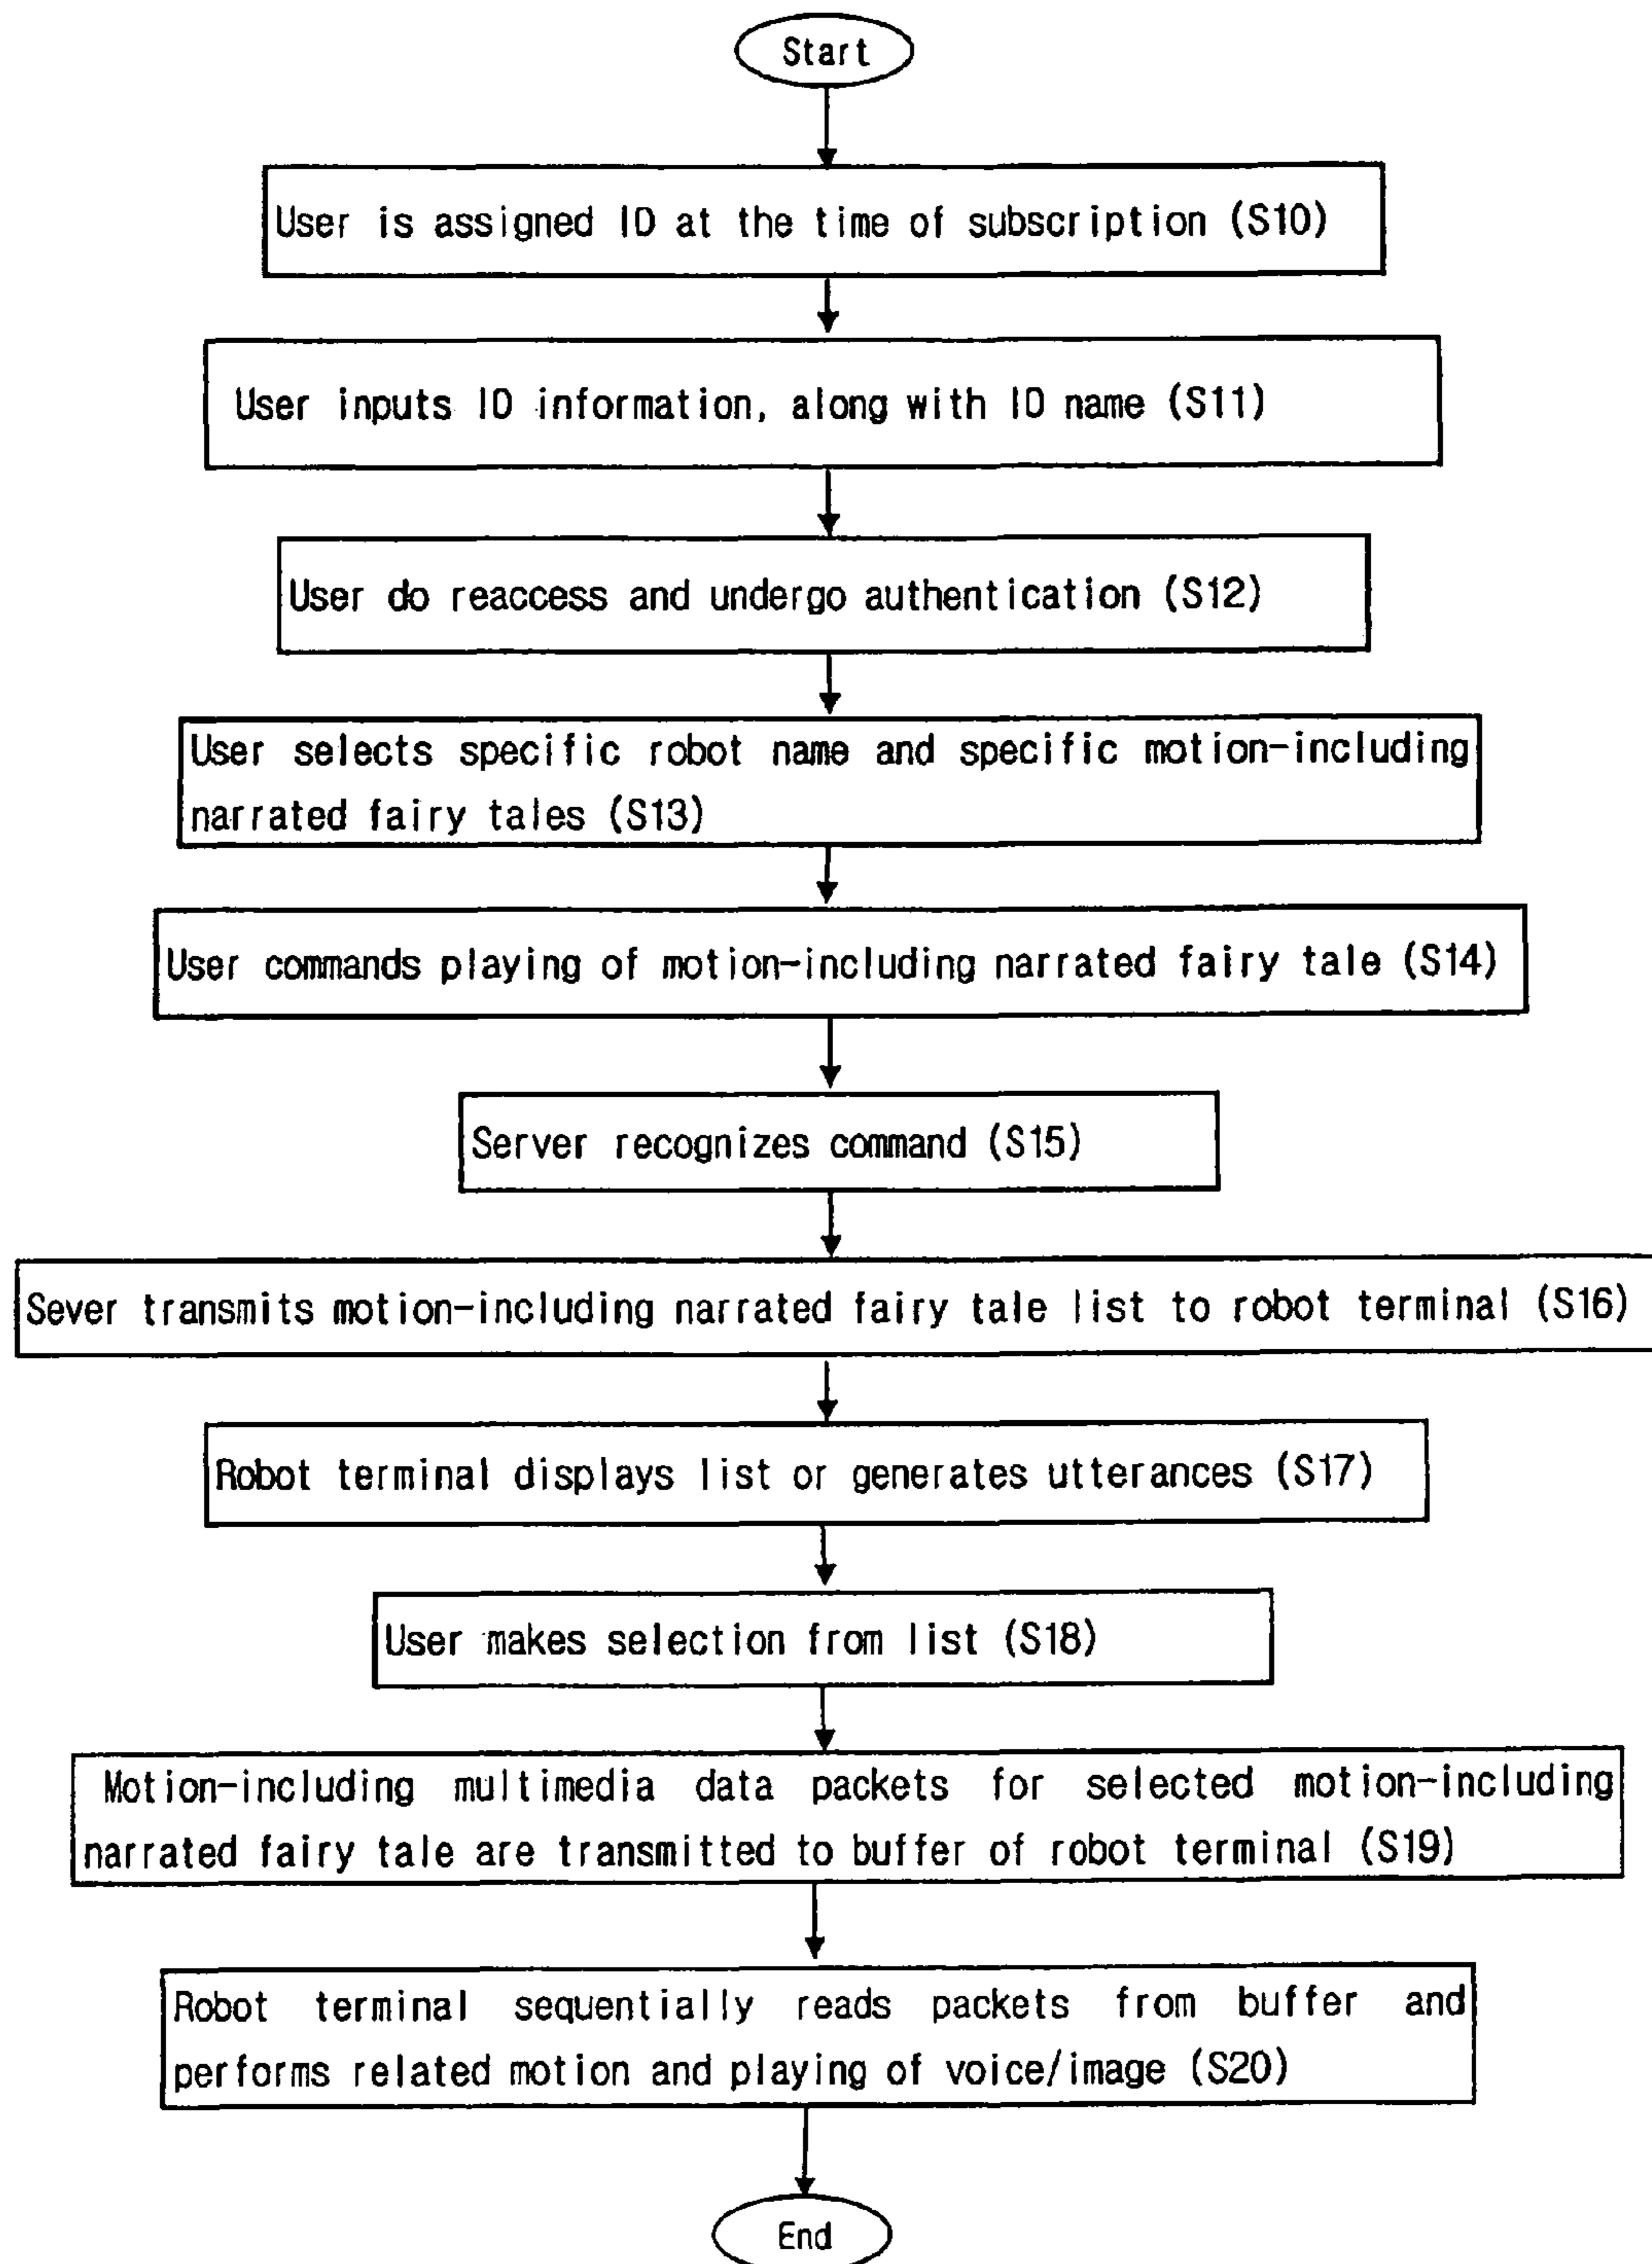 Start
User is assigned ID at the time of subscription (S10)
User inputs ID information, along with ID name (S11)
User do reaccess and undergo authentication (S12)
User selects specific robot name and specific motion-including
narrated fairy tales (S13)
User commands playing of motion-including narrated fairy tale (S14)
Server recognizes command (S15)
Sever transmits motion-including narrated fairy tale list to robot terminal (S16)
Robot terminal displays list or generates utterances (S17)
User makes selection from list (S18)
Motion-including multimedia data packets for selected motion-including
narrated fairy tale are transmitted to buffer of robot terminal (S19)
Robot terminal sequentially reads packets from buffer and
performs related motion and playing of voice/image (S20)
End